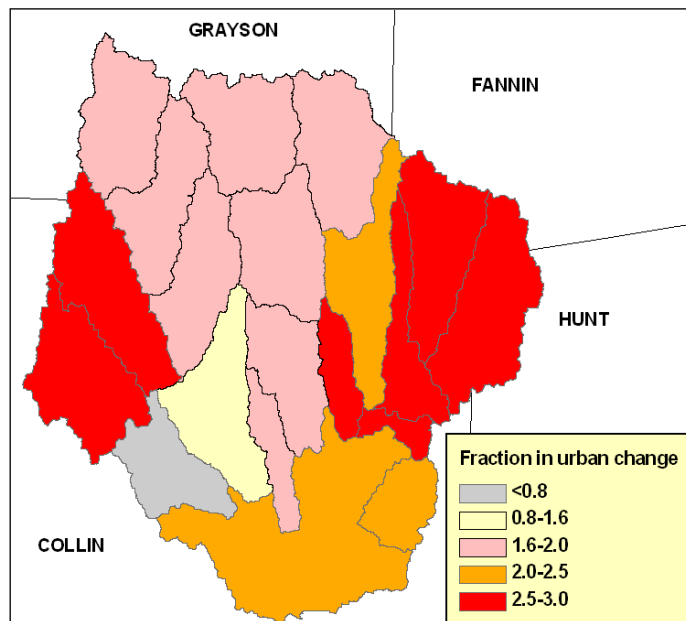 GRAYSON
FANNIN
HUNT
COLLIN
Fraction in urban change
<0.8
0.8-1.6
1.6-2.0
2.0-2.5
2.5-3.0